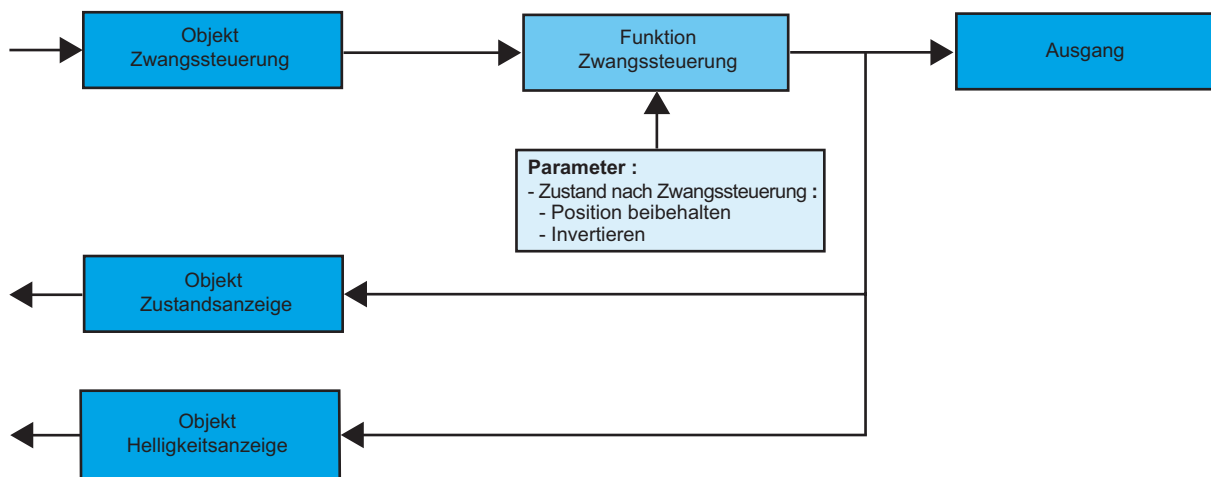 Objekt
Zwangssteuerung
Funktion
Zwangssteuerung
Ausgang
Parameter :
- Zustand nach Zwangssteuerung :
- Position beibehalten
- Invertieren
Objekt
Zustandsanzeige
Objekt
Helligkeitsanzeige